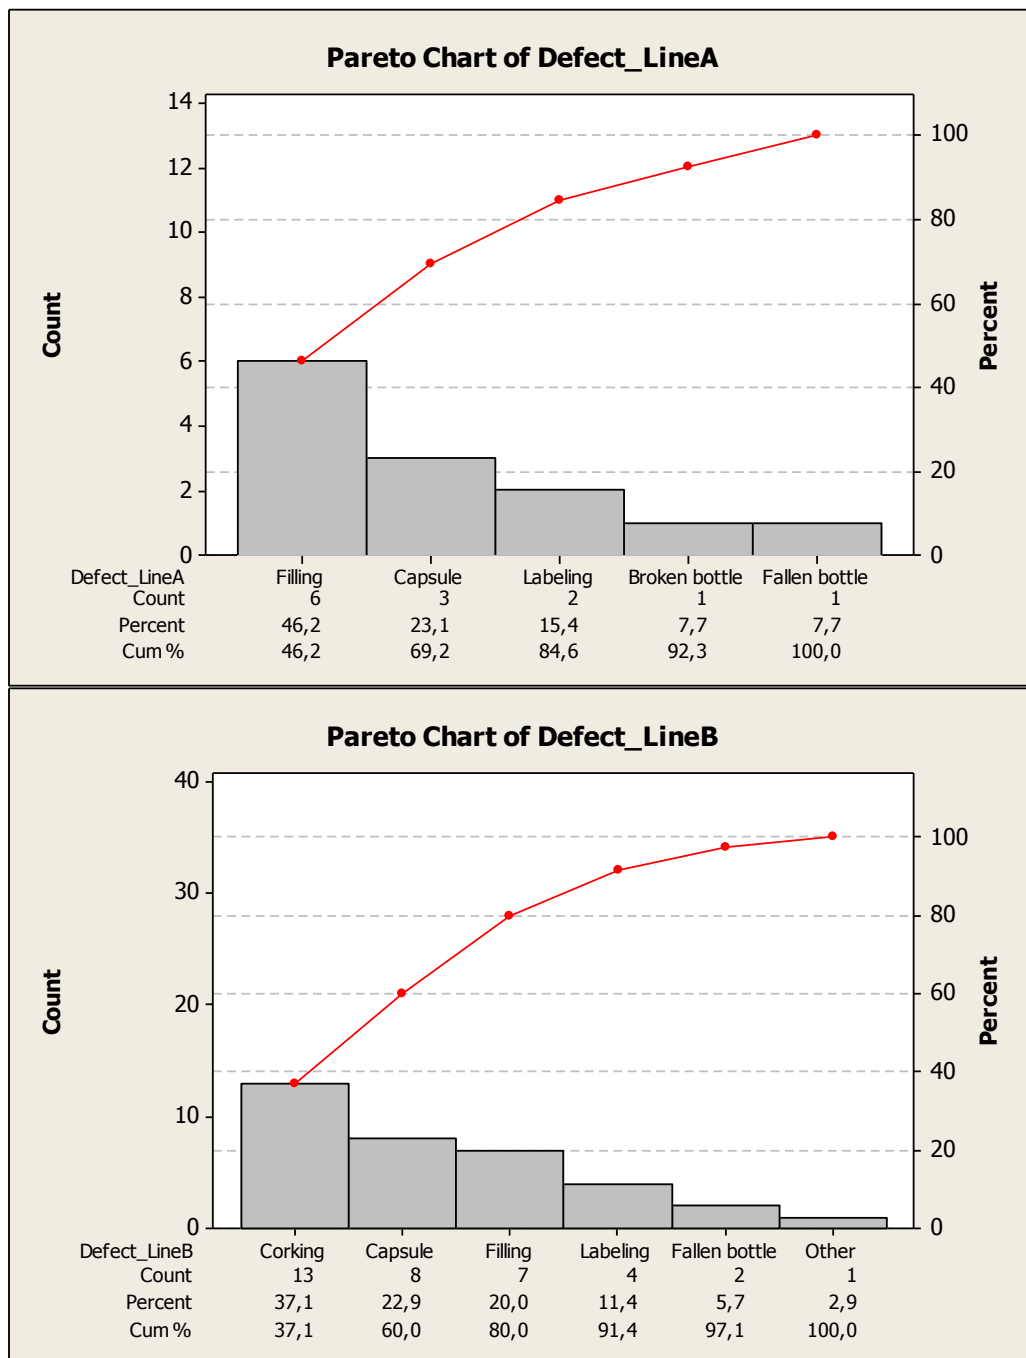 Pareto Chart of Defect_LineA
14
12
10
8
6
4
2
0
Count
100
80
60
40
20
0
Percent
Defect_LineA Filling Capsule Labeling Broken bottle Fallen bottle
Count 6 3 2 1 1
Percent 46,2 23,1 15,4 7,7 7,7
Cum % 46,2 69,2 84,6 92,3 100,0
Pareto Chart of Defect_LineB
40
30
20
10
0
Count
100
80
60
40
20
0
Percent
Defect_LineB Corking Capsule Filling Labeling Fallen bottle Other
Count 13 8 7 4 2 1
Percent 37,1 22,9 20,0 11,4 5,7 2,9
Cum % 37,1 60,0 80,0 91,4 97,1 100,0